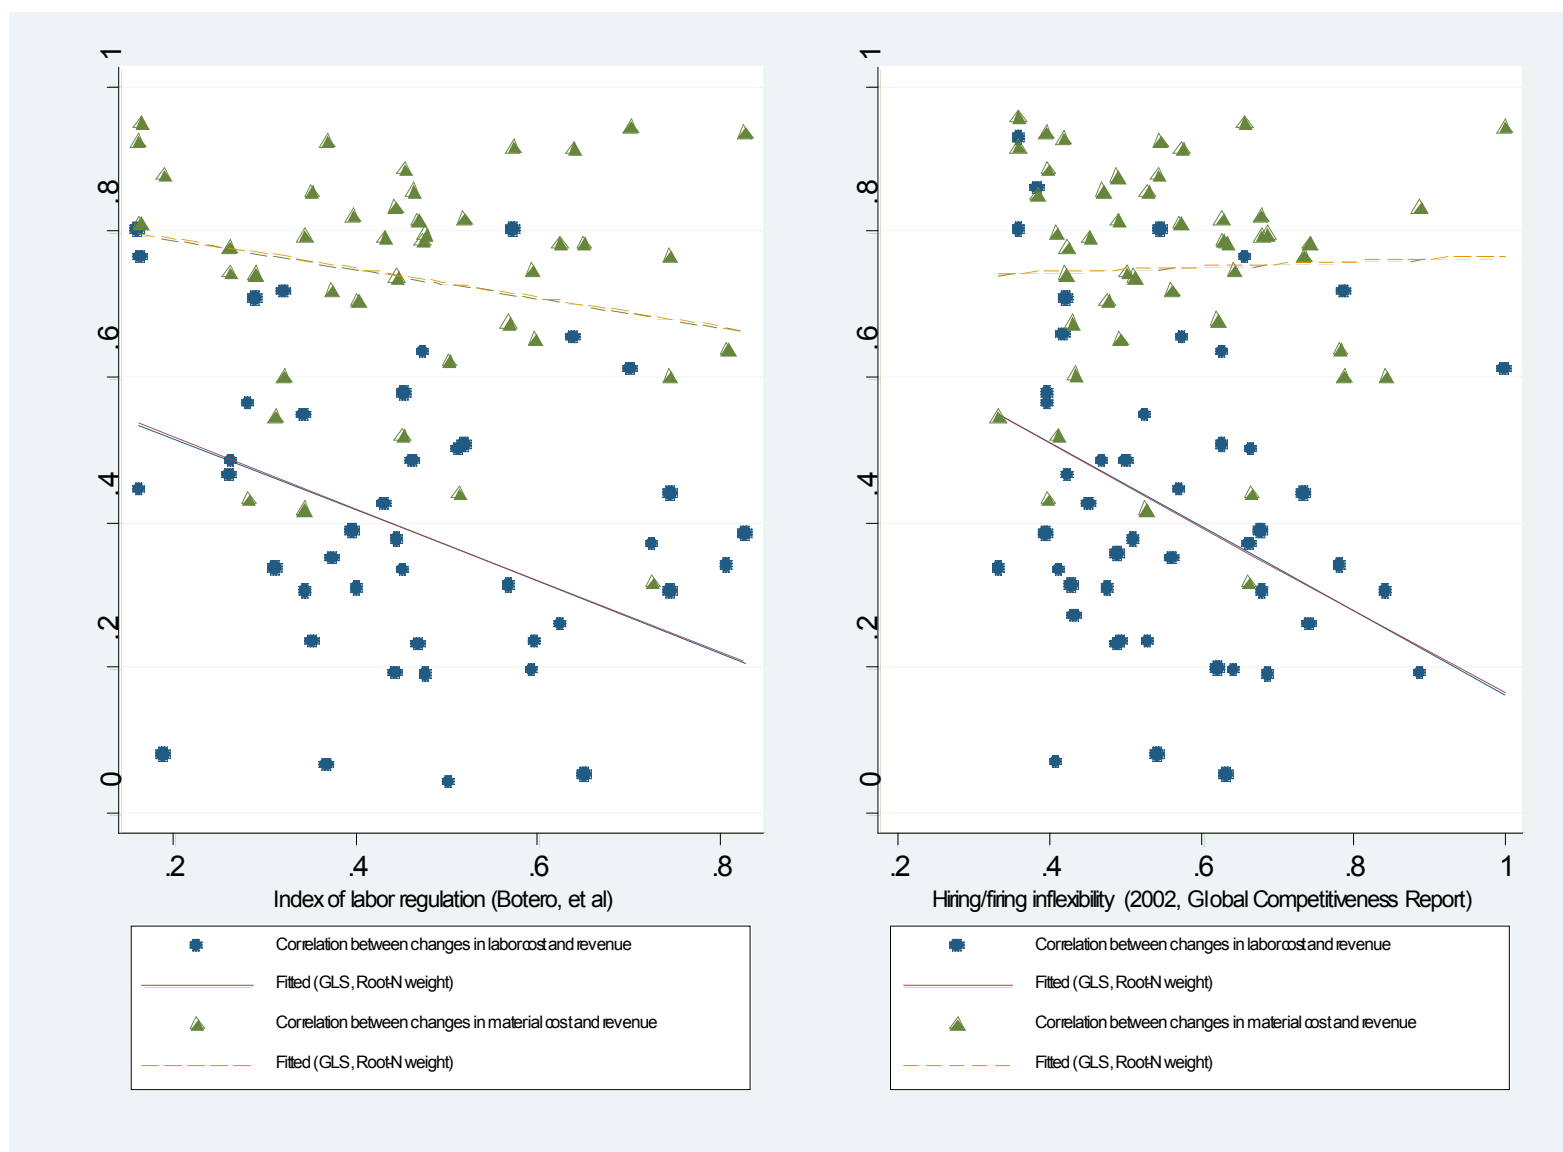 1
.8
.6
.4
.2
0
.2 .4 .6 .8
Index of labor regulation (Botero, et al)
Correlation between changes in labor cost and revenue
Fitted (GLS, Root-N weight)
Correlation between changes in material cost and revenue
Fitted (GLS, Root-N weight)
1
.8
.6
.4
.2
0
.2 .4 .6 .8 1
Hiring/firing inflexibility (2002, Global Competitiveness Report)
Correlation between changes in labor cost and revenue
Fitted (GLS, Root-N weight)
Correlation between changes in material cost and revenue
Fitted (GLS, Root-N weight)